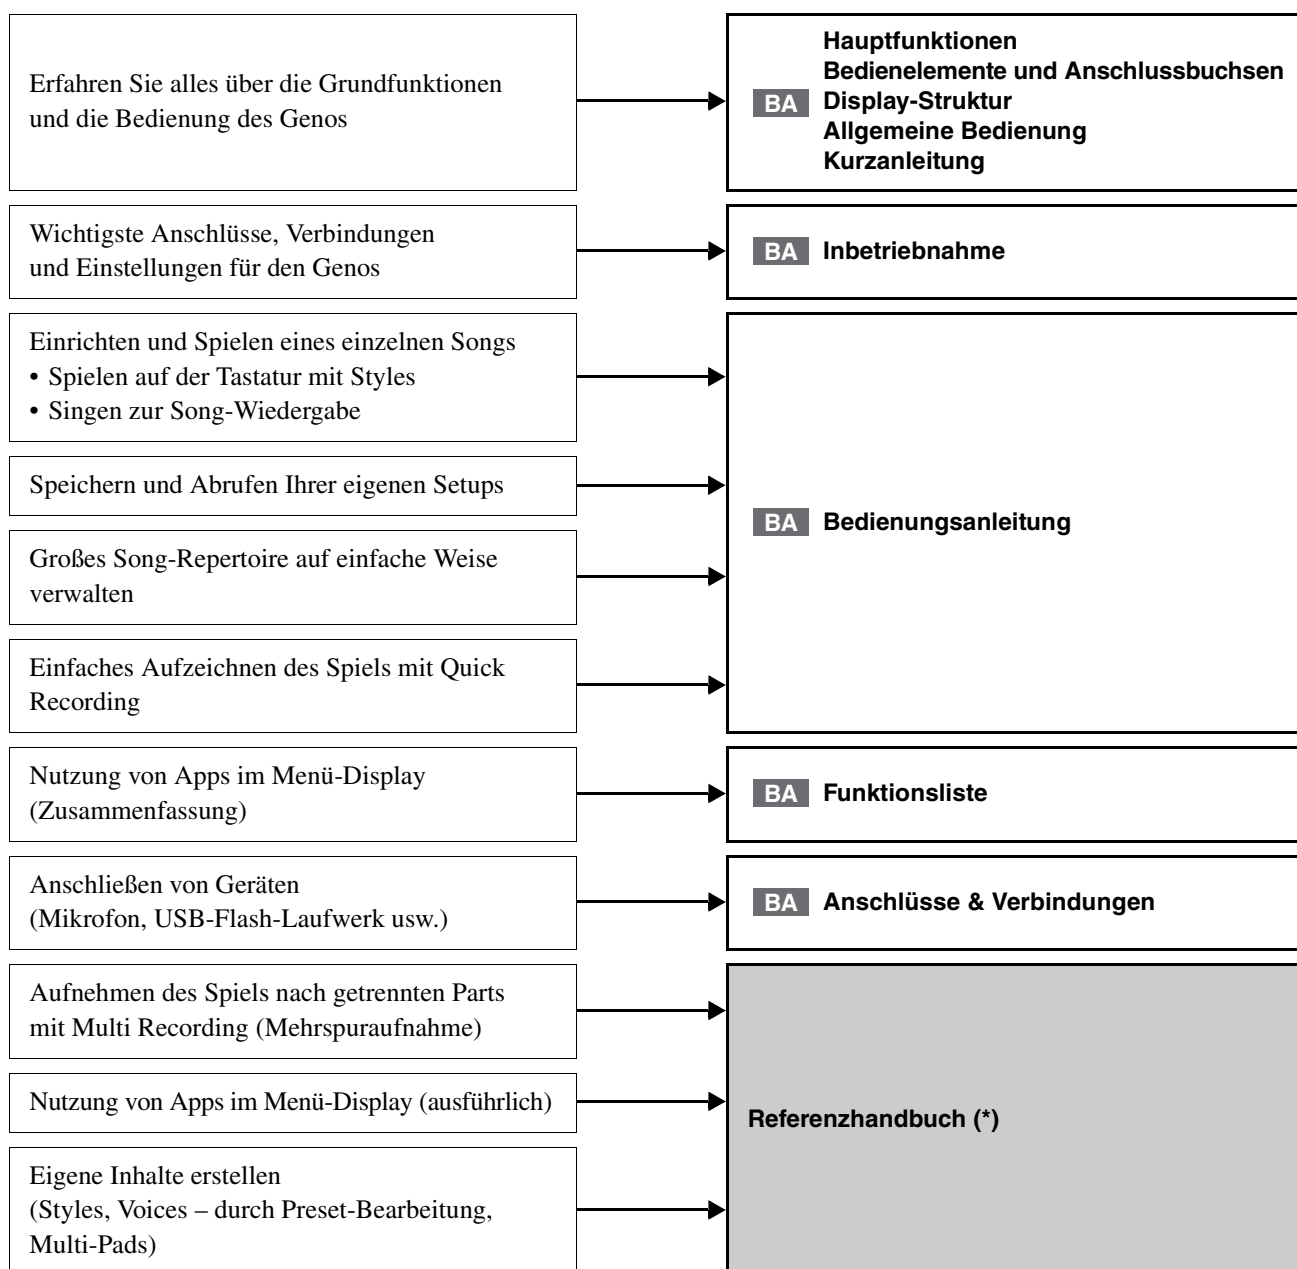 Erfahren Sie alles über die Grundfunktionen
und die Bedienung des Genos
Hauptfunktionen
Bedienelemente und Anschlussbuchsen
BA Display-Struktur
Allgemeine Bedienung
Kurzanleitung
Wichtigste Anschlüsse, Verbindungen
und Einstellungen für den Genos
BA Inbetriebnahme
Einrichten und Spielen eines einzelnen Songs
• Spielen auf der Tastatur mit Styles
• Singen zur Song-Wiedergabe
Speichern und Abrufen Ihrer eigenen Setups
Großes Song-Repertoire auf einfache Weise
verwalten
Einfaches Aufzeichnen des Spiels mit Quick
Recording
BA Bedienungsanleitung
Nutzung von Apps im Menü-Display
(Zusammenfassung)
BA Funktionsliste
Anschließen von Geräten
(Mikrofon, USB-Flash-Laufwerk usw.)
BA Anschlüsse & Verbindungen
Aufnehmen des Spiels nach getrennten Parts
mit Multi Recording (Mehrspuraufnahme)
Nutzung von Apps im Menü-Display (ausführlich)
Eigene Inhalte erstellen
(Styles, Voices – durch Preset-Bearbeitung,
Multi-Pads)
Referenzhandbuch (*)